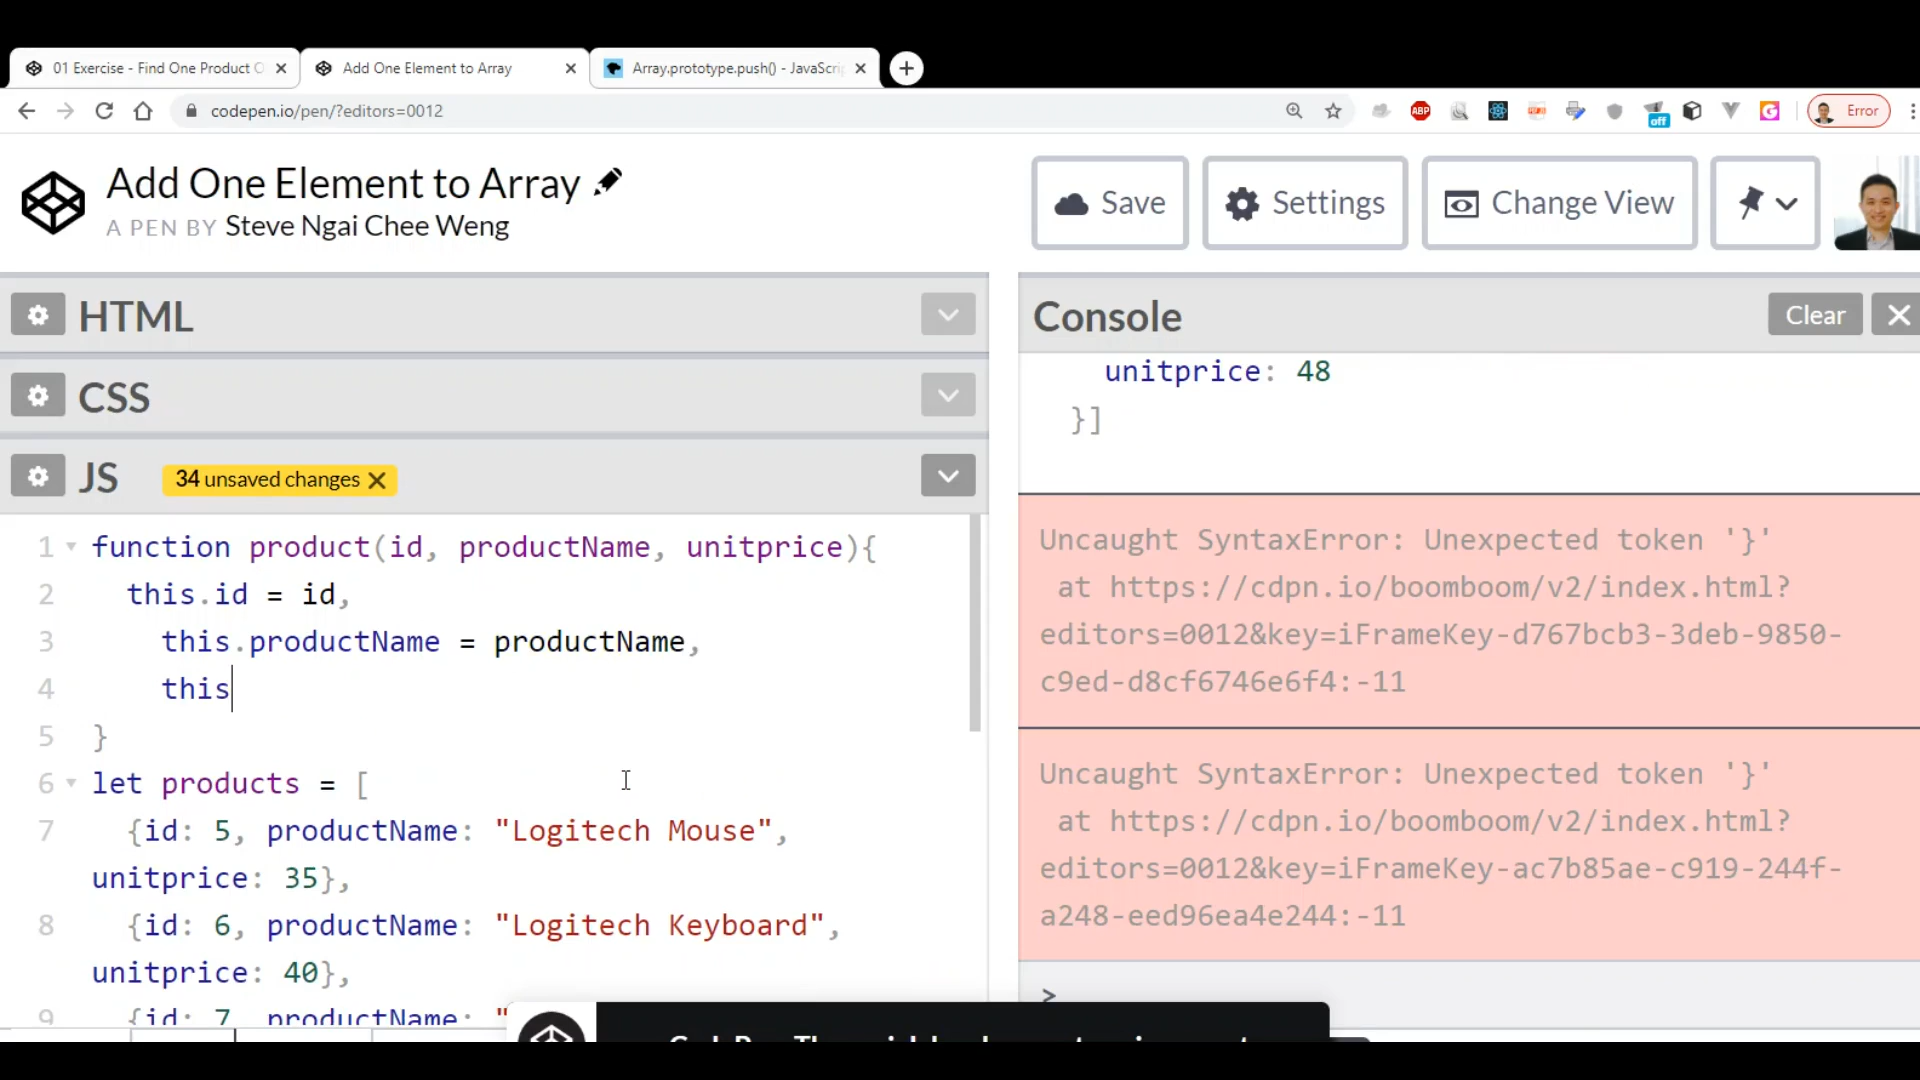 01 Exercise - Find One Product O
Add One Element to Array
Array.prototype.push() - JavaScri
codepen.io/pen/?editors=0012
ABP
off
Error
Add One Element to Array
A PEN BY Steve Ngai Chee Weng
Save
Settings
Change View
HTML
CSS
JS
34 unsaved changes
1 function product(id, productName, unitprice){
2 this.id = id,
3 this.productName = productName,
4 this
5 }
6 let products = [
7 {id: 5, productName: "Logitech Mouse",
unitprice: 35},
8 {id: 6, productName: "Logitech Keyboard",
unitprice: 40},
9 {id: 7, productName: "
Console
Clear
unitprice: 48
}]
Uncaught SyntaxError: Unexpected token '}'
at https://cdpn.io/boomboom/v2/index.html?
editors=0012&key=iFrameKey-d767bcb3-3deb-9850-
c9ed-d8cf6746e6f4:-11
Uncaught SyntaxError: Unexpected token '}'
at https://cdpn.io/boomboom/v2/index.html?
editors=0012&key=iFrameKey-ac7b85ae-c919-244f-
a248-eed96ea4e244:-11
>